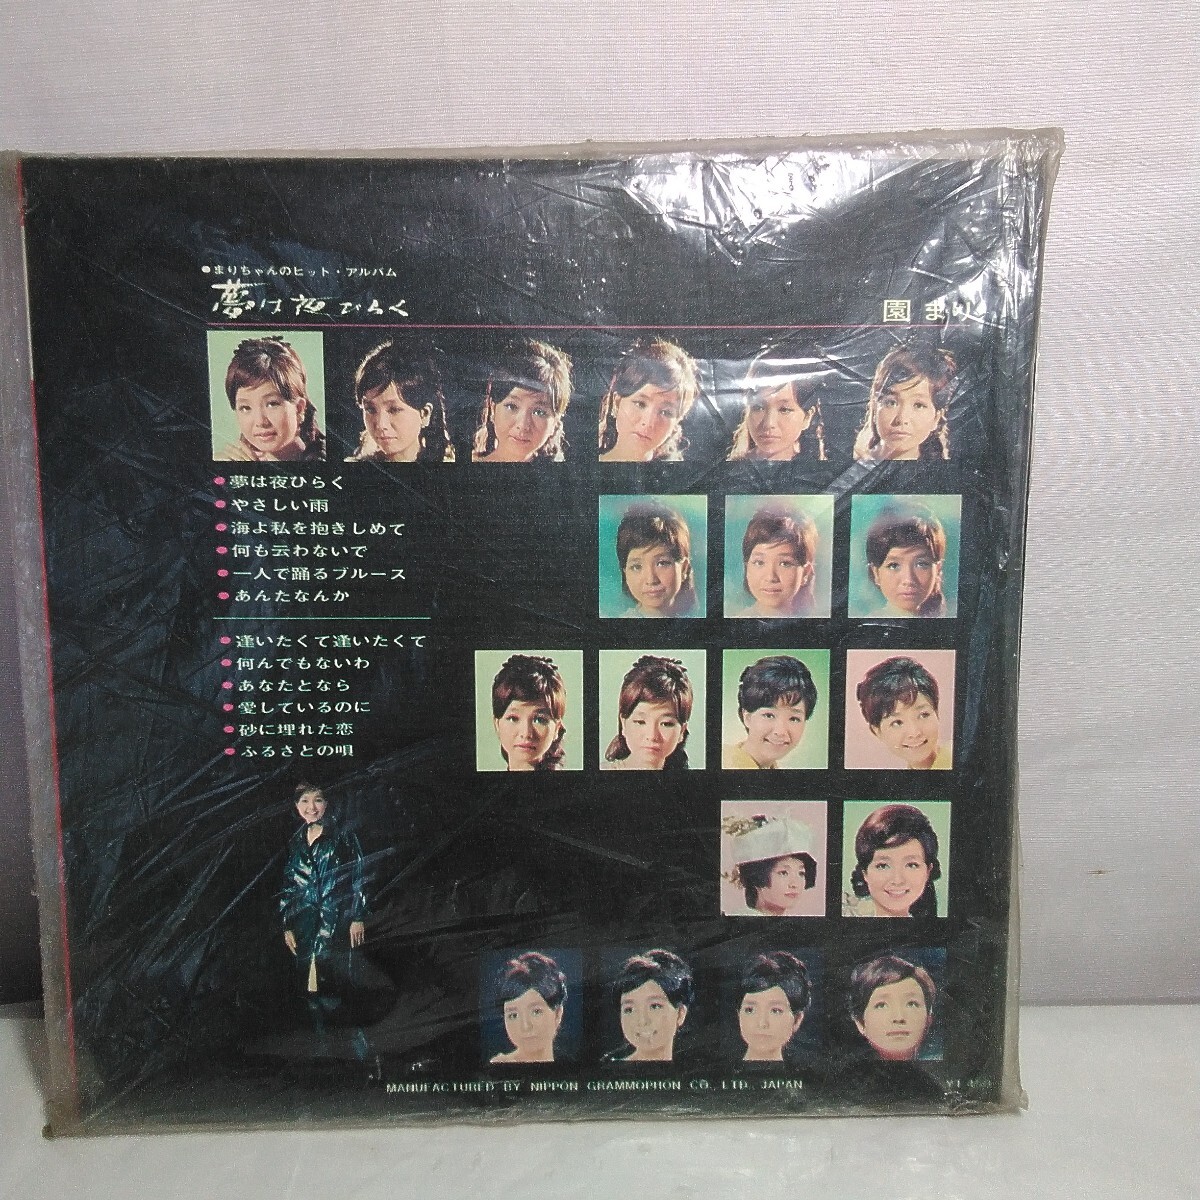 ●まりちゃんのヒット・アルバム
夢は夜ひらく
園まり
●夢は夜ひらく
●やさしい雨
●海よ私を抱きしめて
●何も云わないで
●一人で踊るブルース
●あんたなんか
●逢いたくて逢いたくて
●何んでもないわ
●あなたとなら
●愛しているのに
●砂に埋れた恋
●ふるさとの唄
MANUFACTURED BY NIPPON GRAMMOPHON CO., LTD., JAPAN